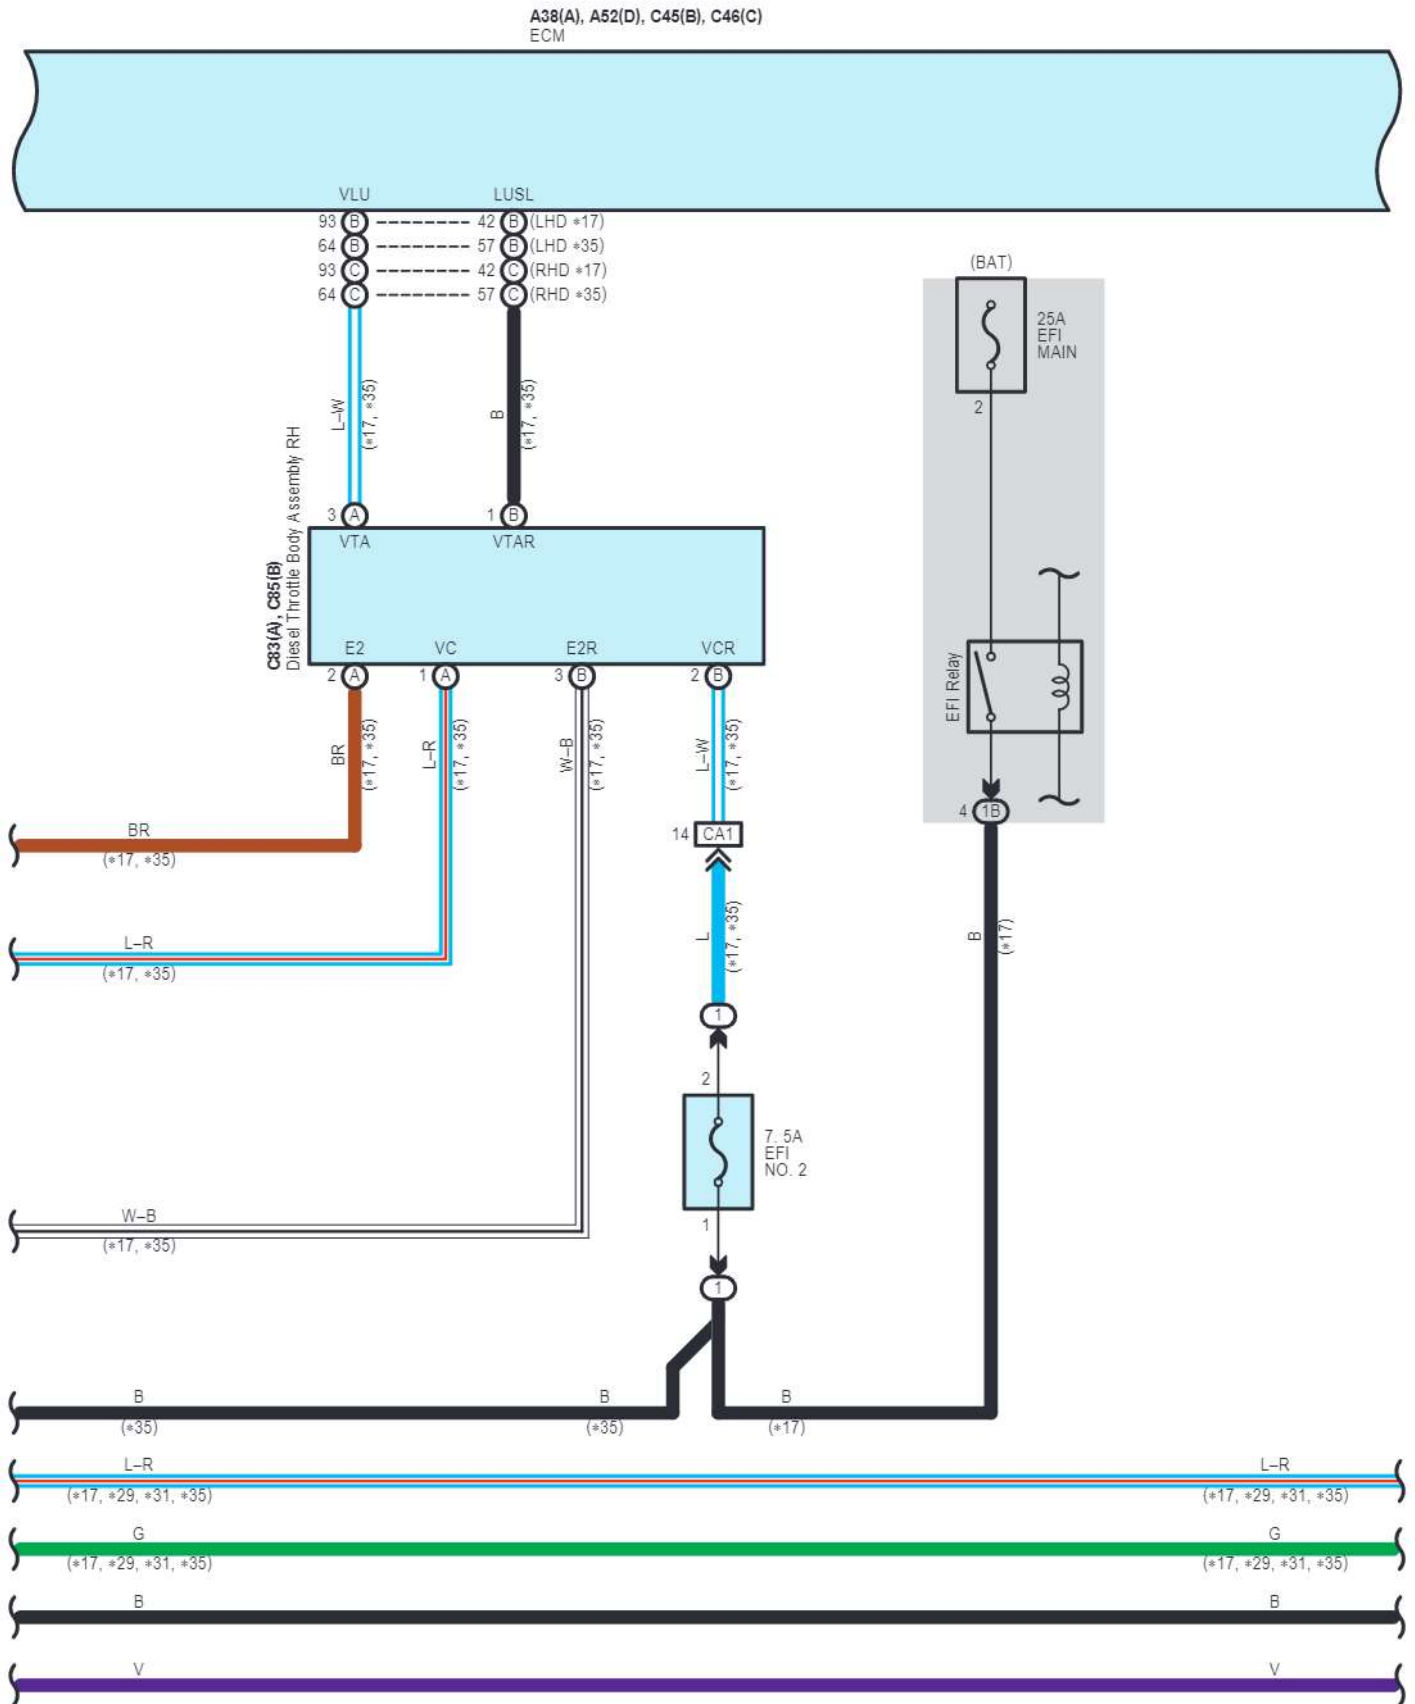 A38(A), A52(D), C45(B), C46(C)
ECM
VLU LUSL
93 B 42 B (LHD *17)
64 B 57 B (LHD *35)
93 C 42 C (RHD *17)
64 C 57 C (RHD *35)
(BAT)
25A
EFI
MAIN
2
L–W
(*17, *35)
B
(*17, *35)
3 A 1 B
VTA VTAR
C83(A), C85(B)
Diesel Throttle Body Assembly RH
E2 VC E2R VCR
2 A 1 A 3 B 2 B
EFI Relay
BR
(*17, *35)
L–R
(*17, *35)
W–B
(*17, *35)
L–W
(*17, *35)
4 1B
BR
(*17, *35)
14 CA1
L–R
(*17, *35)
L
(*17, *35)
B
(*17)
1
2
7. 5A
EFI
NO. 2
1
W–B
(*17, *35)
1
B B B
(*35) (*35) (*17)
L–R L–R
(*17, *29, *31, *35) (*17, *29, *31, *35)
G G
(*17, *29, *31, *35) (*17, *29, *31, *35)
B B
V V